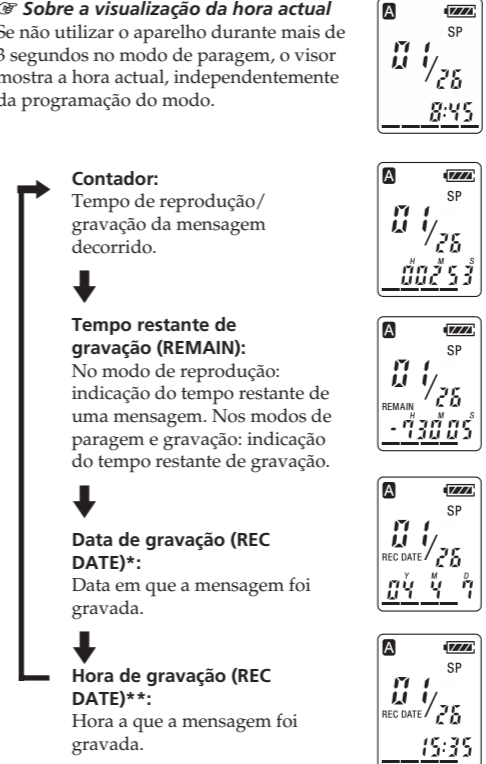 ☞ Sobre a visualização da hora actual
Se não utilizar o aparelho durante mais de
3 segundos no modo de paragem, o visor
mostra a hora actual, independentemente
da programação do modo.
A
SP
01/26
8:45
Contador:
Tempo de reprodução/
gravação da mensagem
decorrido.
A
SP
01/26
H M S
00253
Tempo restante de
gravação (REMAIN):
No modo de reprodução:
indicação do tempo restante de
uma mensagem. Nos modos de
paragem e gravação: indicação
do tempo restante de gravação.
A
SP
01/26
REMAIN
H M S
-73005
Data de gravação (REC
DATE)*:
Data em que a mensagem foi
gravada.
A
SP
01/26
REC DATE
Y M D
04 4 7
Hora de gravação (REC
DATE)**:
Hora a que a mensagem foi
gravada.
A
SP
01/26
REC DATE
15:35